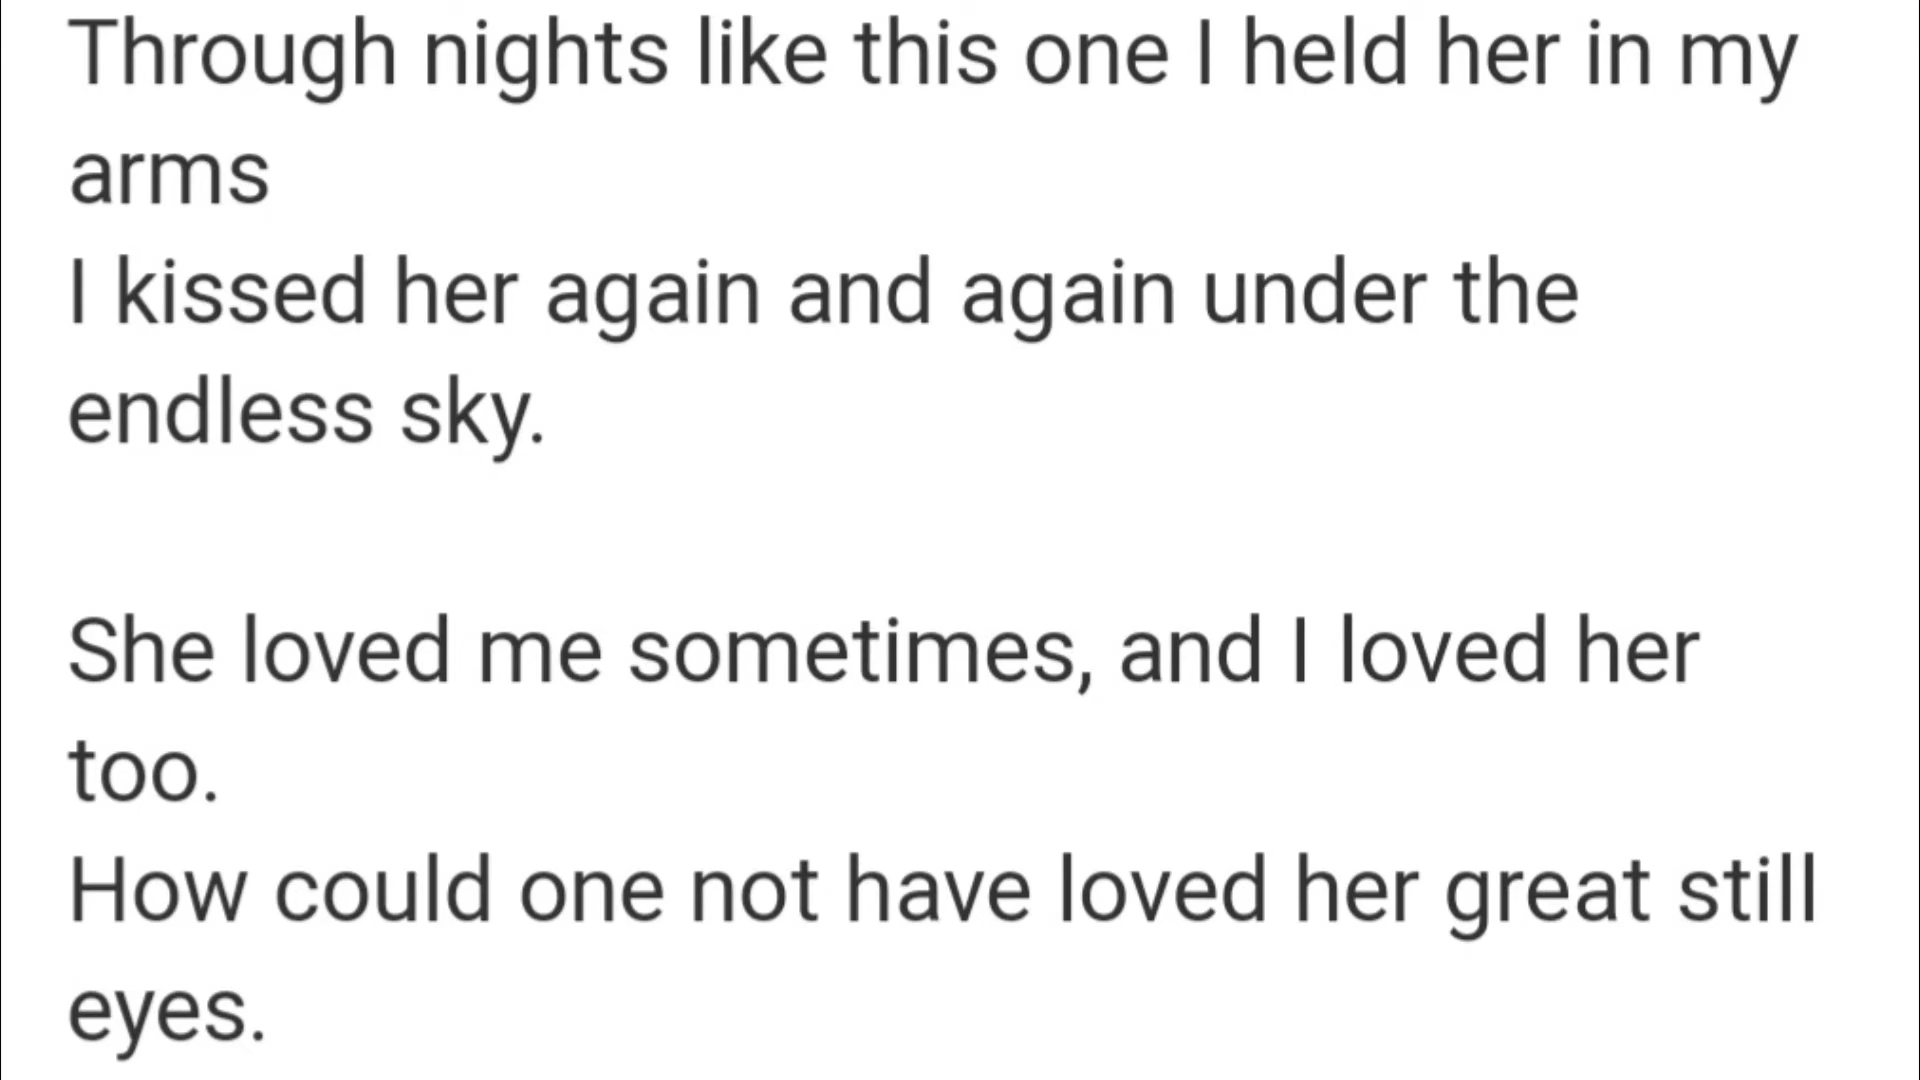 Through nights like this one I held her in my
arms
I kissed her again and again under the
endless sky.
She loved me sometimes, and I loved her
too.
How could one not have loved her great still
eyes.